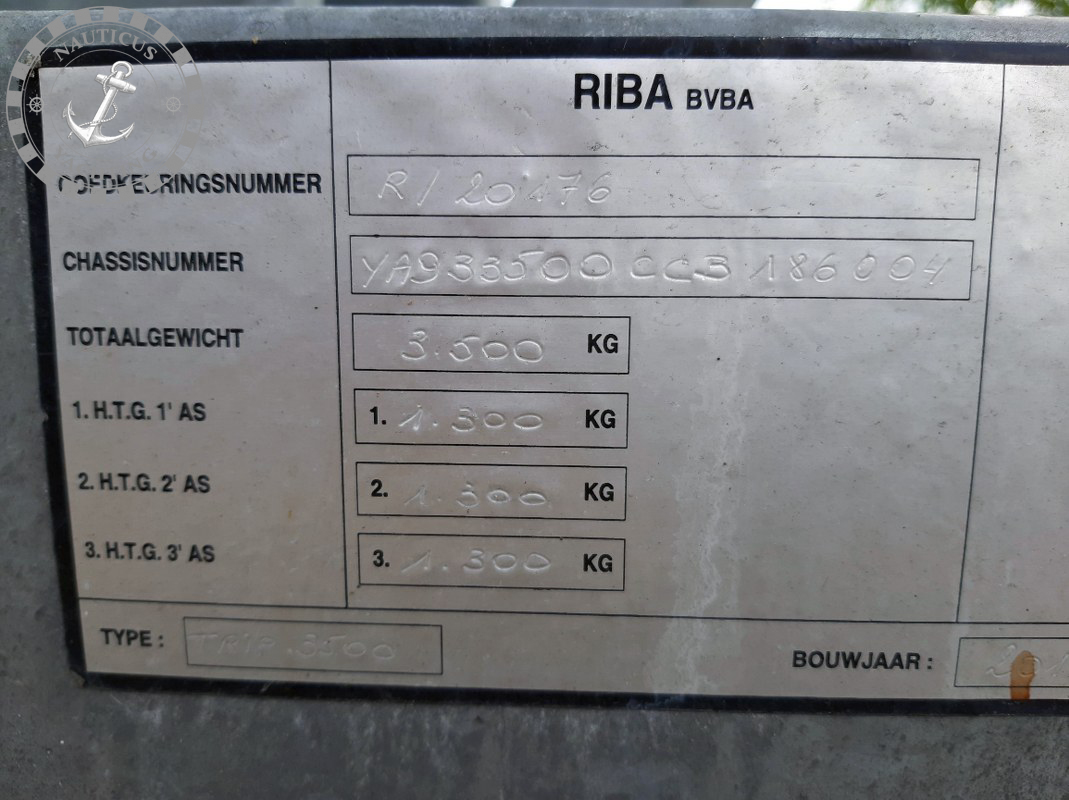 NAUTICUS
RIBA BVBA
GOEDKEURINGSNUMMER R/20476
CHASSISNUMMER YA933500CCB186004
TOTAALGEWICHT 3.500 KG
1. H.T.G. 1' AS 1. 1.300 KG
2. H.T.G. 2' AS 2. 1.300 KG
3. H.T.G. 3' AS 3. 1.300 KG
TYPE: 3500 BOUWJAAR: